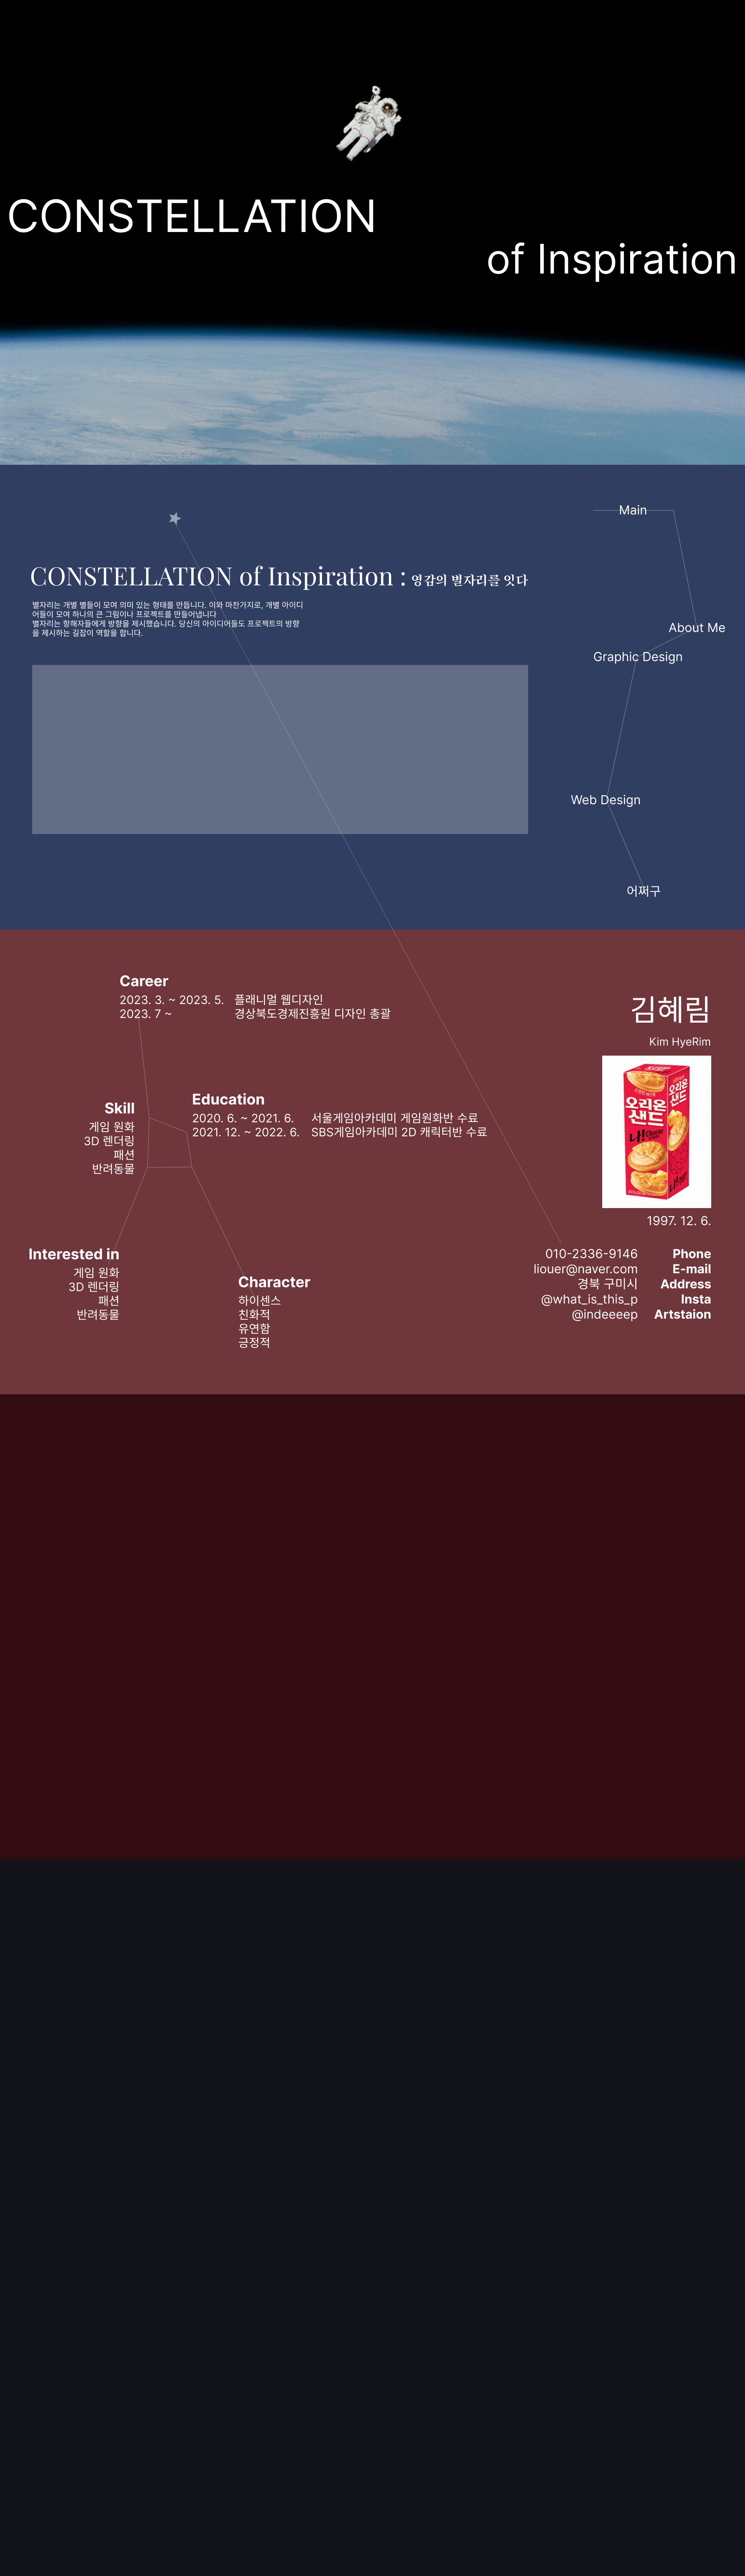 CONSTELLATION
of Inspiration
Main
CONSTELLATION of Inspiration : 영감의 별자리를 잇다
별자리는 개별 별들이 모여 의미 있는 형태를 만듭니다. 이와 마찬가지로, 개별 아이디
어들이 모여 하나의 큰 그림이나 프로젝트를 만들어냅니다
별자리는 항해자들에게 방향을 제시했습니다. 당신의 아이디어들도 프로젝트의 방향
을 제시하는 길잡이 역할을 합니다.
About Me
Graphic Design
Web Design
어쩌구
Career
2023. 3. ~ 2023. 5. 플래니멀 웹디자인
2023. 7 ~ 경상북도경제진흥원 디자인 총괄
Skill
게임 원화
3D 렌더링
패션
반려동물
Education
2020. 6. ~ 2021. 6. 서울게임아카데미 게임원화반 수료
2021. 12. ~ 2022. 6. SBS게임아카데미 2D 캐릭터반 수료
Interested in
게임 원화
3D 렌더링
패션
반려동물
Character
하이센스
친화적
유연함
긍정적
김혜림
Kim HyeRim
오리온
샌드
오리온
샌드
나!
1997. 12. 6.
010-2336-9146 Phone
liouer@naver.com E-mail
경북 구미시 Address
@what_is_this_p Insta
@indeeeep Artstaion